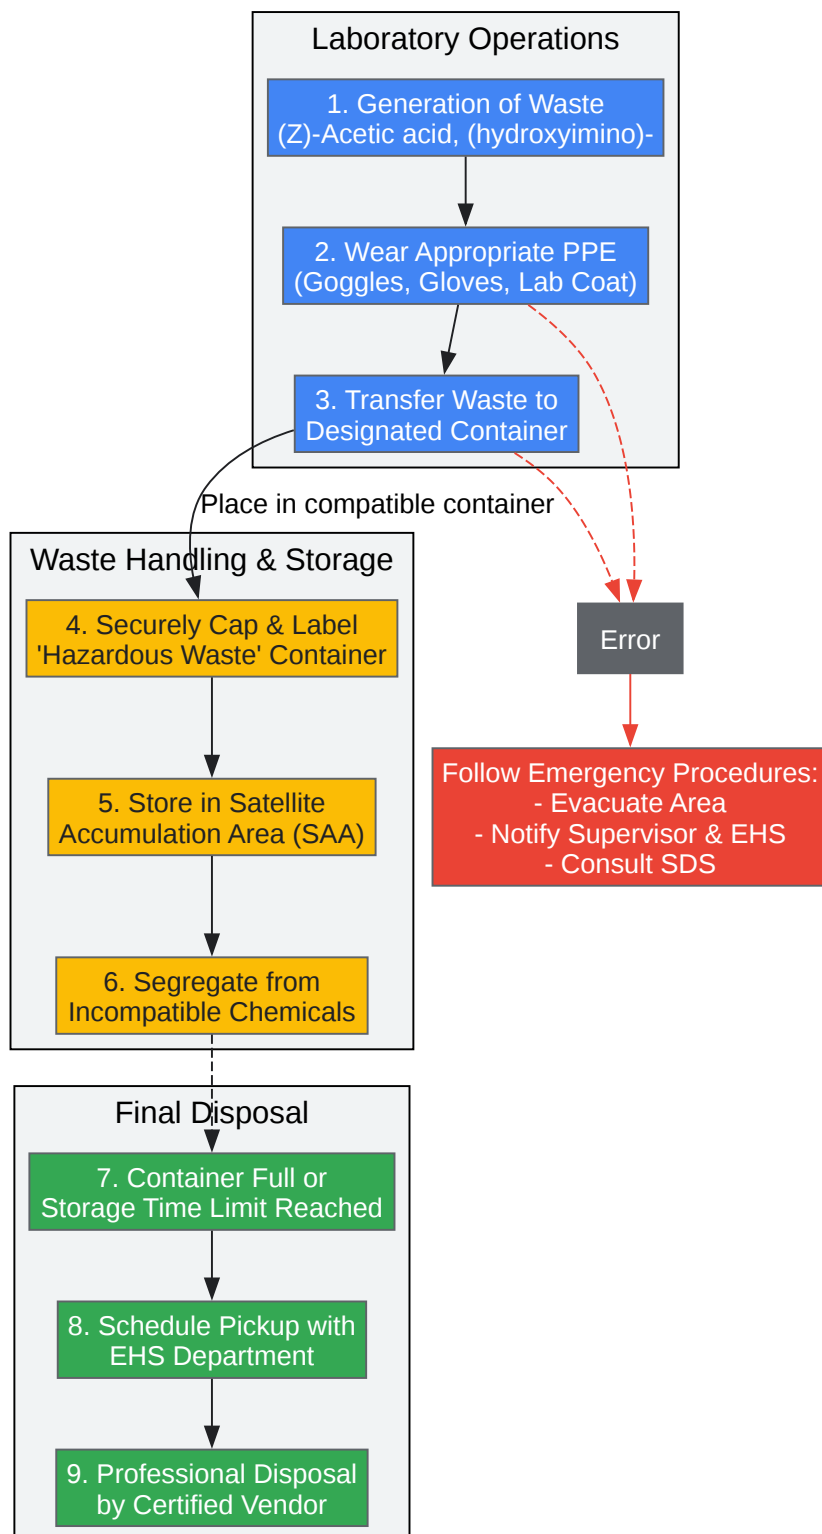 Laboratory Operations
1. Generation of Waste
(Z)-Acetic acid, (hydroxyimino)-
2. Wear Appropriate PPE
(Goggles, Gloves, Lab Coat)
3. Transfer Waste to
Designated Container
Place in compatible container
Waste Handling & Storage
4. Securely Cap & Label
'Hazardous Waste' Container
Error
5. Store in Satellite
Accumulation Area (SAA)
Follow Emergency Procedures:
- Evacuate Area
- Notify Supervisor & EHS
- Consult SDS
6. Segregate from
Incompatible Chemicals
Final Disposal
7. Container Full or
Storage Time Limit Reached
8. Schedule Pickup with
EHS Department
9. Professional Disposal
by Certified Vendor